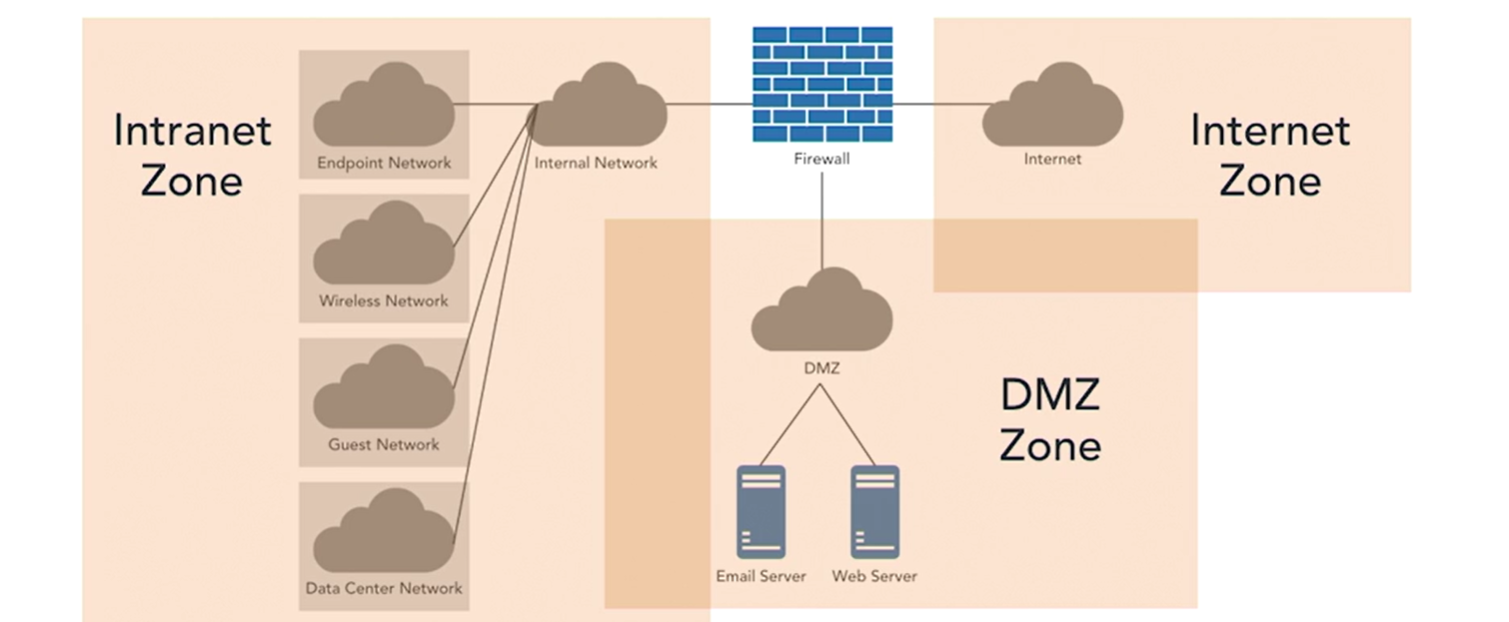 Intranet
Zone
Endpoint Network
Internal Network
Firewall
Internet
Internet
Zone
Wireless Network
Guest Network
Data Center Network
DMZ
DMZ
Zone
Email Server
Web Server